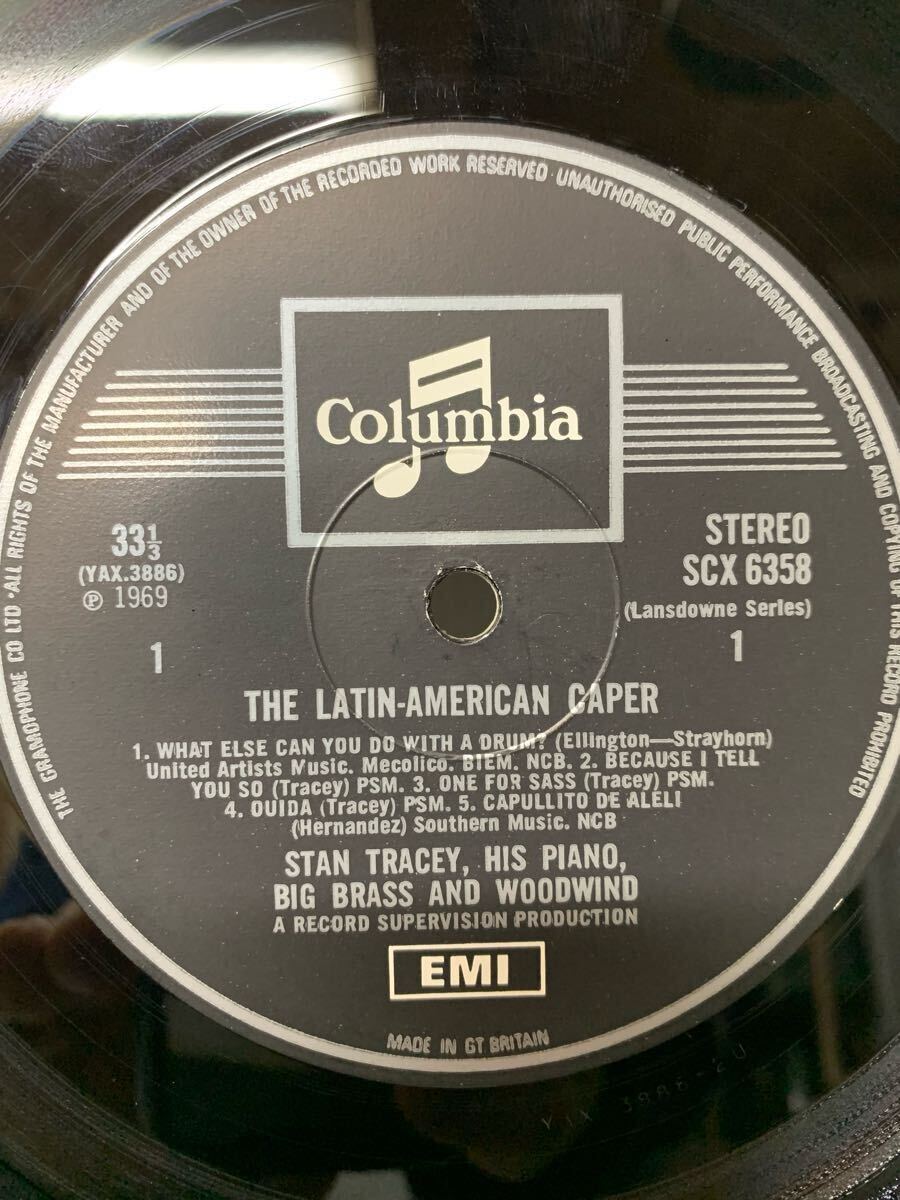 THE GRAMOPHONE CO LTD · ALL RIGHTS OF THE MANUFACTURER AND OF THE OWNER OF THE RECORDED WORK RESERVED · UNAUTHORISED PUBLIC PERFORMANCE BROADCASTING AND COPYING OF THIS RECORD PROHIBITED
Columbia
33⅓
(YAX.3886)
℗ 1969
1
STEREO
SCX 6358
(Lansdowne Series)
1
THE LATIN-AMERICAN CAPER
1. WHAT ELSE CAN YOU DO WITH A DRUM? (Ellington—Strayhorn)
United Artists Music. Mecolico. BIEM. NCB. 2. BECAUSE I TELL
YOU SO (Tracey) PSM. 3. ONE FOR SASS (Tracey) PSM.
4. OUIDA (Tracey) PSM. 5. CAPULLITO DE ALELI
(Hernandez) Southern Music. NCB
STAN TRACEY, HIS PIANO,
BIG BRASS AND WOODWIND
A RECORD SUPERVISION PRODUCTION
EMI
MADE IN GT BRITAIN